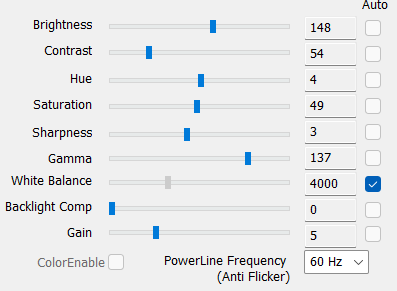 Auto
Brightness 148
Contrast 54
Hue 4
Saturation 49
Sharpness 3
Gamma 137
White Balance 4000
Backlight Comp 0
Gain 5
ColorEnable PowerLine Frequency 60 Hz
(Anti Flicker)